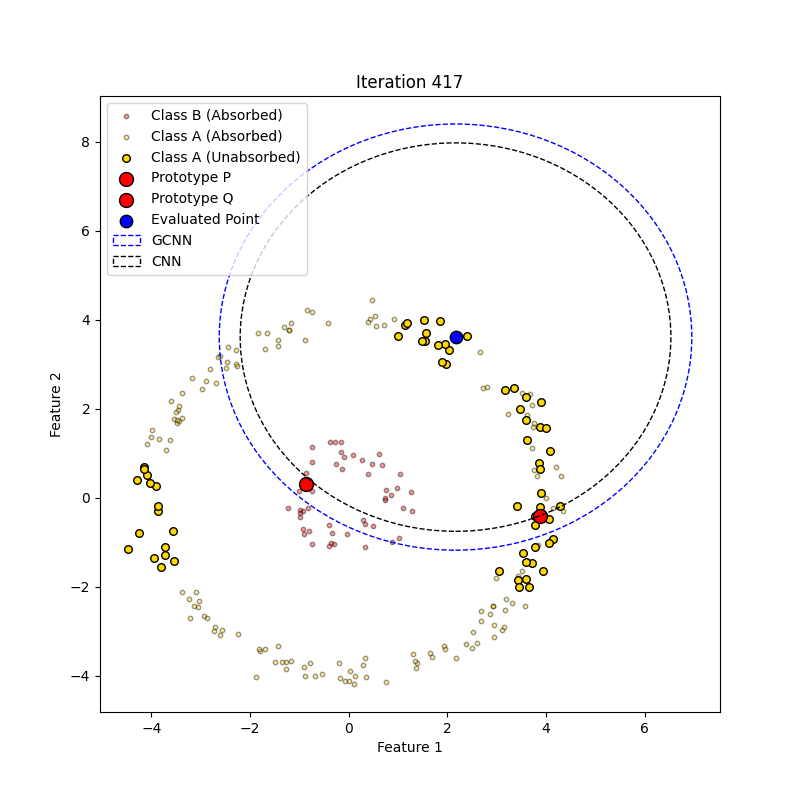 Iteration 417
Class B (Absorbed)
Class A (Absorbed)
Class A (Unabsorbed)
Prototype P
Prototype Q
Evaluated Point
GCNN
CNN
8
6
4
2
0
−2
−4
Feature 2
−4 −2 0 2 4 6
Feature 1